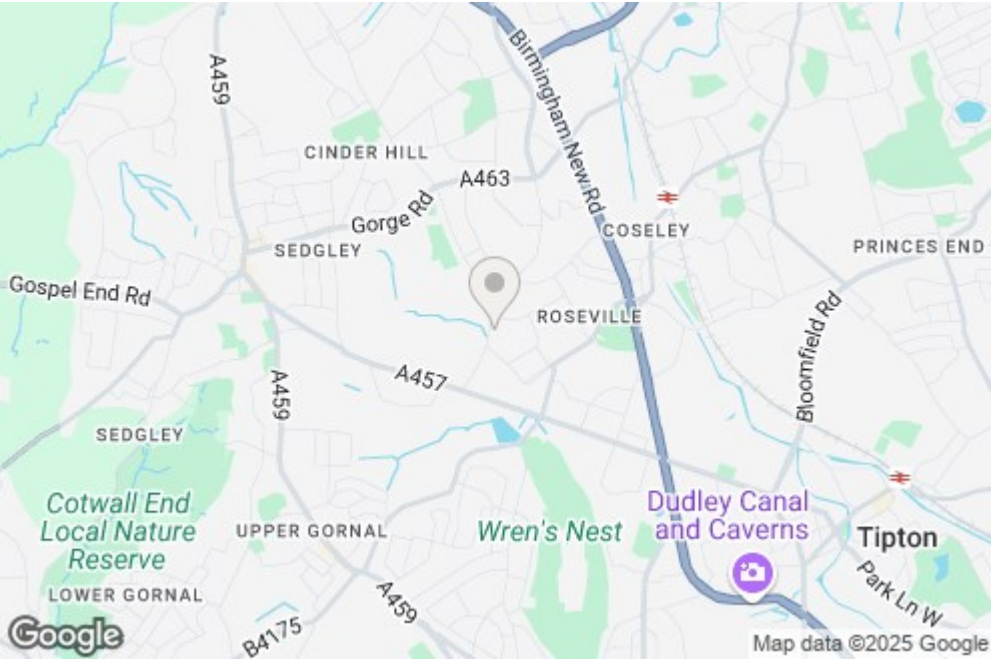 Birmingham New Rd
A459
CINDER HILL
A463
Gorge Rd
COSELEY
SEDGLEY
PRINCES END
Gospel End Rd
ROSEVILLE
Bloomfield Rd
A457
A459
SEDGLEY
Cotwall End
Local Nature
Reserve
UPPER GORNAL
Wren's Nest
Dudley Canal
and Caverns
Tipton
LOWER GORNAL
A459
Park Ln W
B4175
Google
Map data ©2025 Google